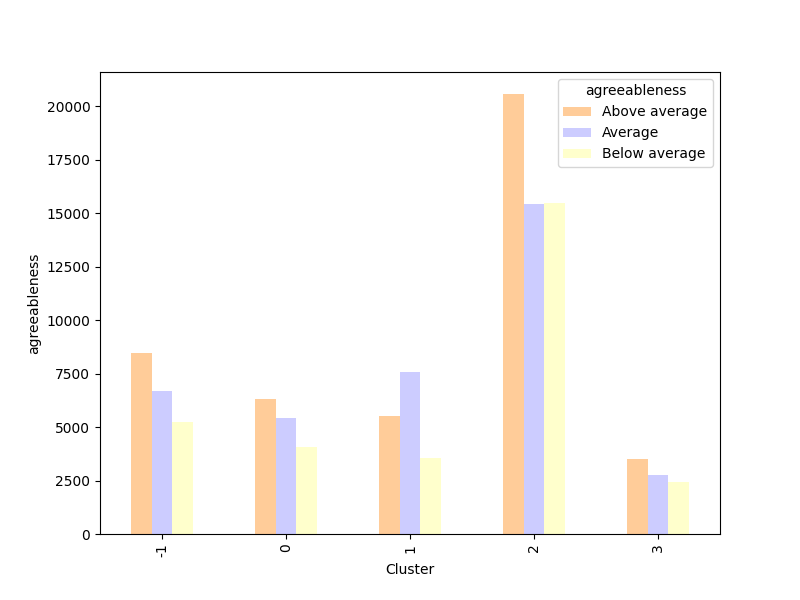 agreeableness
Above average
Average
Below average
20000
17500
15000
12500
10000
7500
5000
2500
0
agreeableness
-1 0 1 2 3
Cluster